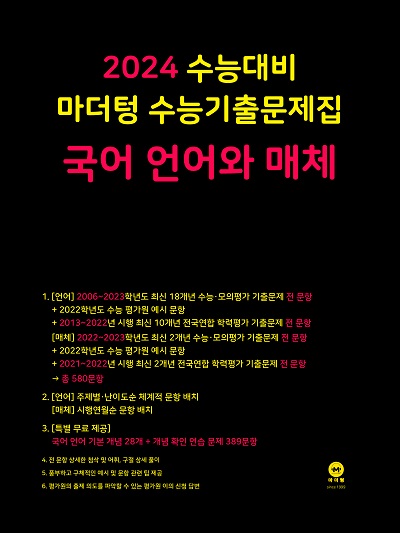 2024 수능대비
마더텅 수능기출문제집
국어 언어와 매체
1. [언어] 2006~2023학년도 최신 18개년 수능·모의평가 기출문제 전 문항
+ 2022학년도 수능 평가원 예시 문항
+ 2013~2022년 시행 최신 10개년 전국연합 학력평가 기출문제 전 문항
[매체] 2022~2023학년도 최신 2개년 수능·모의평가 기출문제 전 문항
+ 2022학년도 수능 평가원 예시 문항
+ 2021~2022년 시행 최신 2개년 전국연합 학력평가 기출문제 전 문항
→ 총 580문항
2. [언어] 주제별·난이도순 체계적 문항 배치
[매체] 시행연월순 문항 배치
3. [특별 무료 제공]
국어 언어 기본 개념 28개 + 개념 확인 연습 문제 389문항
4. 전 문항 상세한 첨삭 및 어휘, 구절 상세 풀이
5. 풍부하고 구체적인 예시 및 문항 관련 팁 제공
6. 평가원의 출제 의도를 파악할 수 있는 평가원 이의 신청 답변
마더텅
since 1999